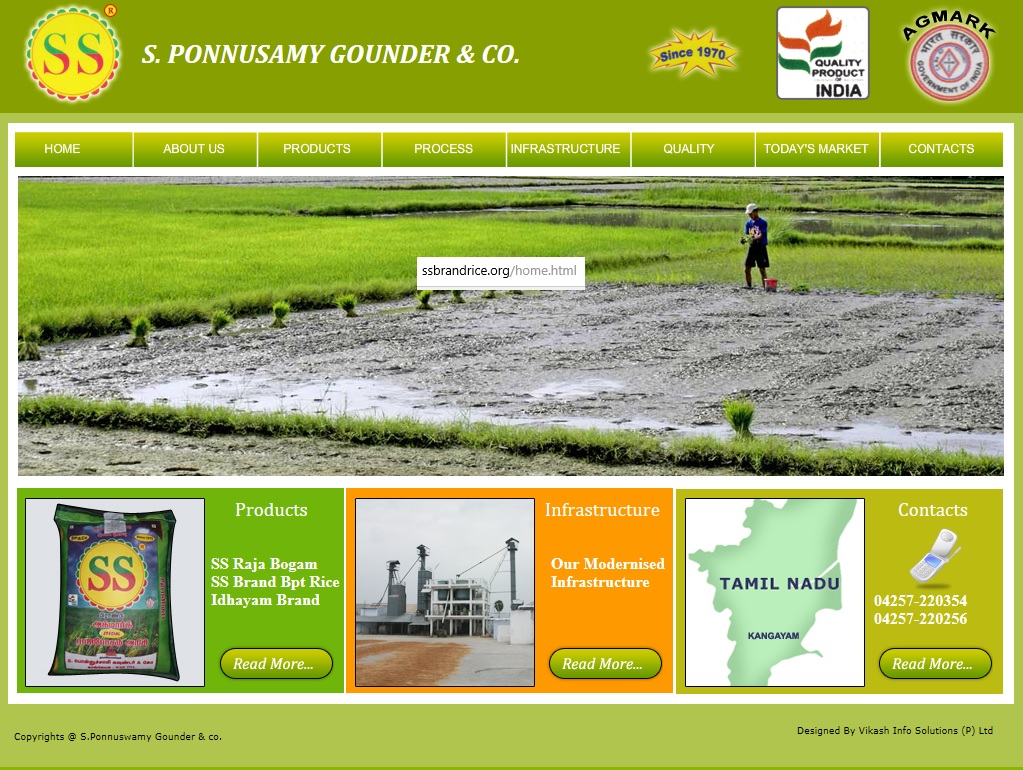 SS
®
S. PONNUSAMY GOUNDER & CO.
Since 1970
QUALITY
PRODUCT
OF
INDIA
AGMARK
भारत सरकार
GOVERNMENT OF INDIA
HOME
ABOUT US
PRODUCTS
PROCESS
INFRASTRUCTURE
QUALITY
TODAY'S MARKET
CONTACTS
ssbrandrice.org/home.html
Products
SS
SS Raja Bogam
SS Brand Bpt Rice
Idhayam Brand
Read More...
Infrastructure
Our Modernised
Infrastructure
Read More...
Contacts
TAMIL NADU
KANGAYAM
04257-220354
04257-220256
Read More...
Copyrights @ S.Ponnuswamy Gounder & co.
Designed By Vikash Info Solutions (P) Ltd